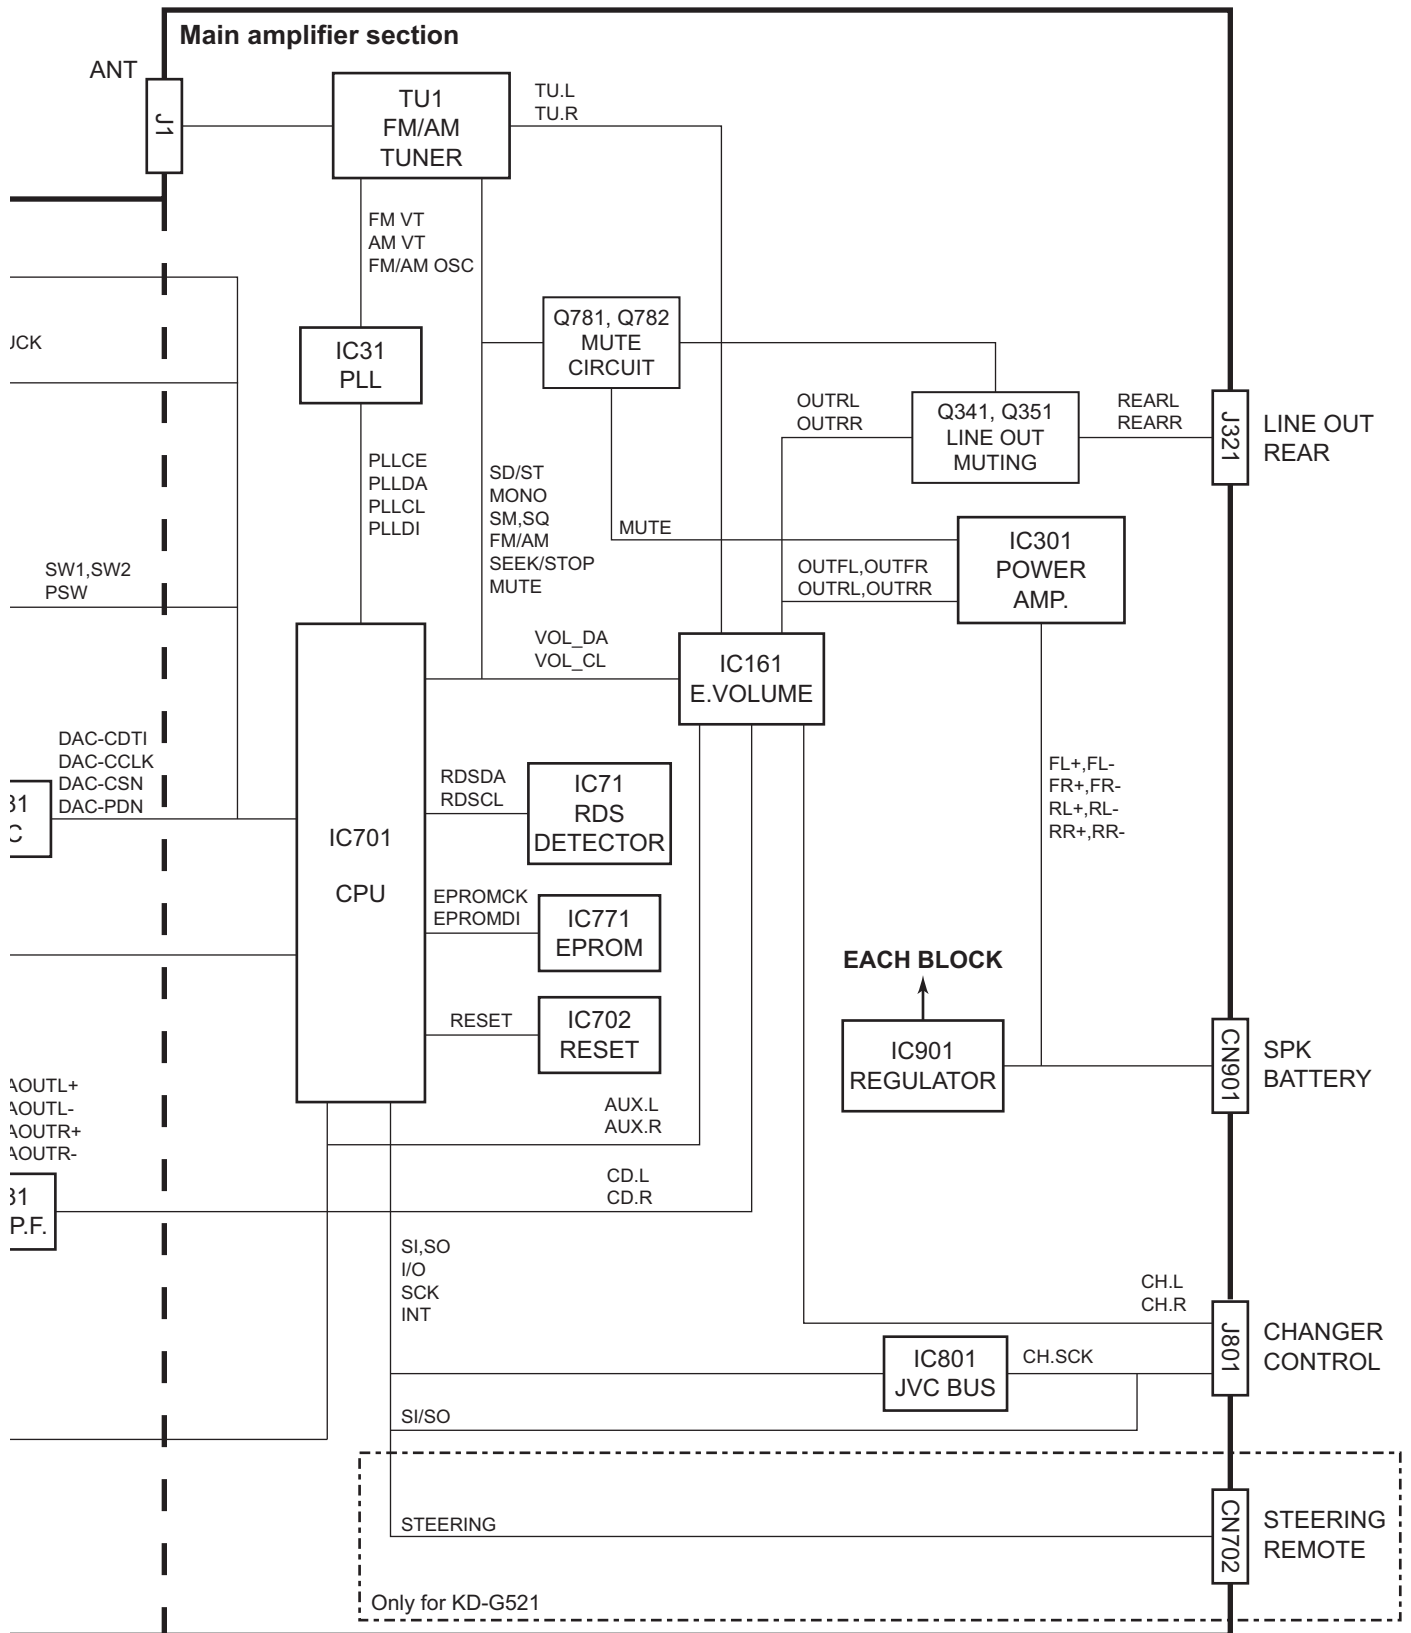 Main amplifier section
ANT
J1
TU1
FM/AM
TUNER
TU.L
TU.R
FM VT
AM VT
FM/AM OSC
Q781, Q782
MUTE
CIRCUIT
IC31
PLL
OUTRL
OUTRR
Q341, Q351
LINE OUT
MUTING
REARL
REARR
J321
LINE OUT
REAR
PLLCE
PLLDA
PLLCL
PLLDI
SD/ST
MONO
SM,SQ
FM/AM
SEEK/STOP
MUTE
MUTE
IC301
POWER
AMP.
SW1,SW2
PSW
OUTFL,OUTFR
OUTRL,OUTRR
VOL_DA
VOL_CL
IC161
E.VOLUME
DAC-CDTI
DAC-CCLK
DAC-CSN
DAC-PDN
31
C
IC701
CPU
RDSDA
RDSCL
IC71
RDS
DETECTOR
FL+,FL-
FR+,FR-
RL+,RL-
RR+,RR-
EPROMCK
EPROMDI
IC771
EPROM
EACH BLOCK
RESET
IC702
RESET
IC901
REGULATOR
CN901
SPK
BATTERY
AOUTL+
AOUTL-
AOUTR+
AOUTR-
AUX.L
AUX.R
31
P.F.
CD.L
CD.R
SI,SO
I/O
SCK
INT
CH.L
CH.R
J801
CHANGER
CONTROL
IC801
JVC BUS
CH.SCK
SI/SO
STEERING
CN702
STEERING
REMOTE
Only for KD-G521